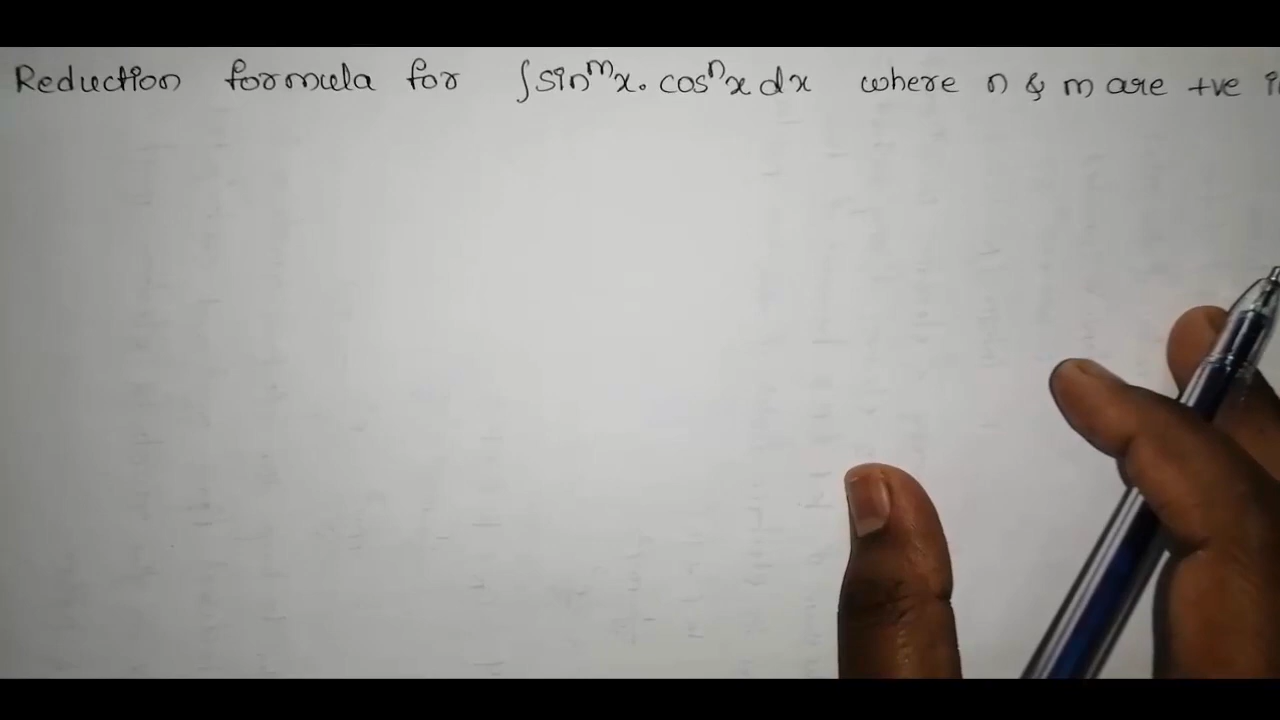 Reduction formula for ∫sinᵐx. cosⁿx dx where n & m are +ve